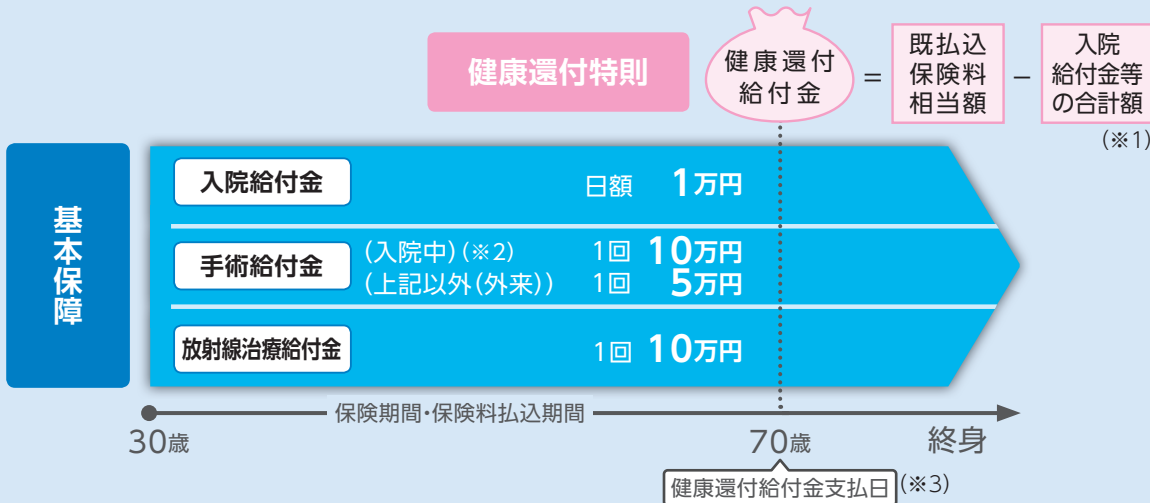 健康還付特則
健康還付
給付金
=
既払込
保険料
相当額
−
入院
給付金等
の合計額
(※1)
基本保障
入院給付金 日額 1万円
手術給付金 (入院中)(※2) 1回 10万円
(上記以外(外来)) 1回 5万円
放射線治療給付金 1回 10万円
保険期間・保険料払込期間
30歳 70歳 終身
健康還付給付金支払日 (※3)